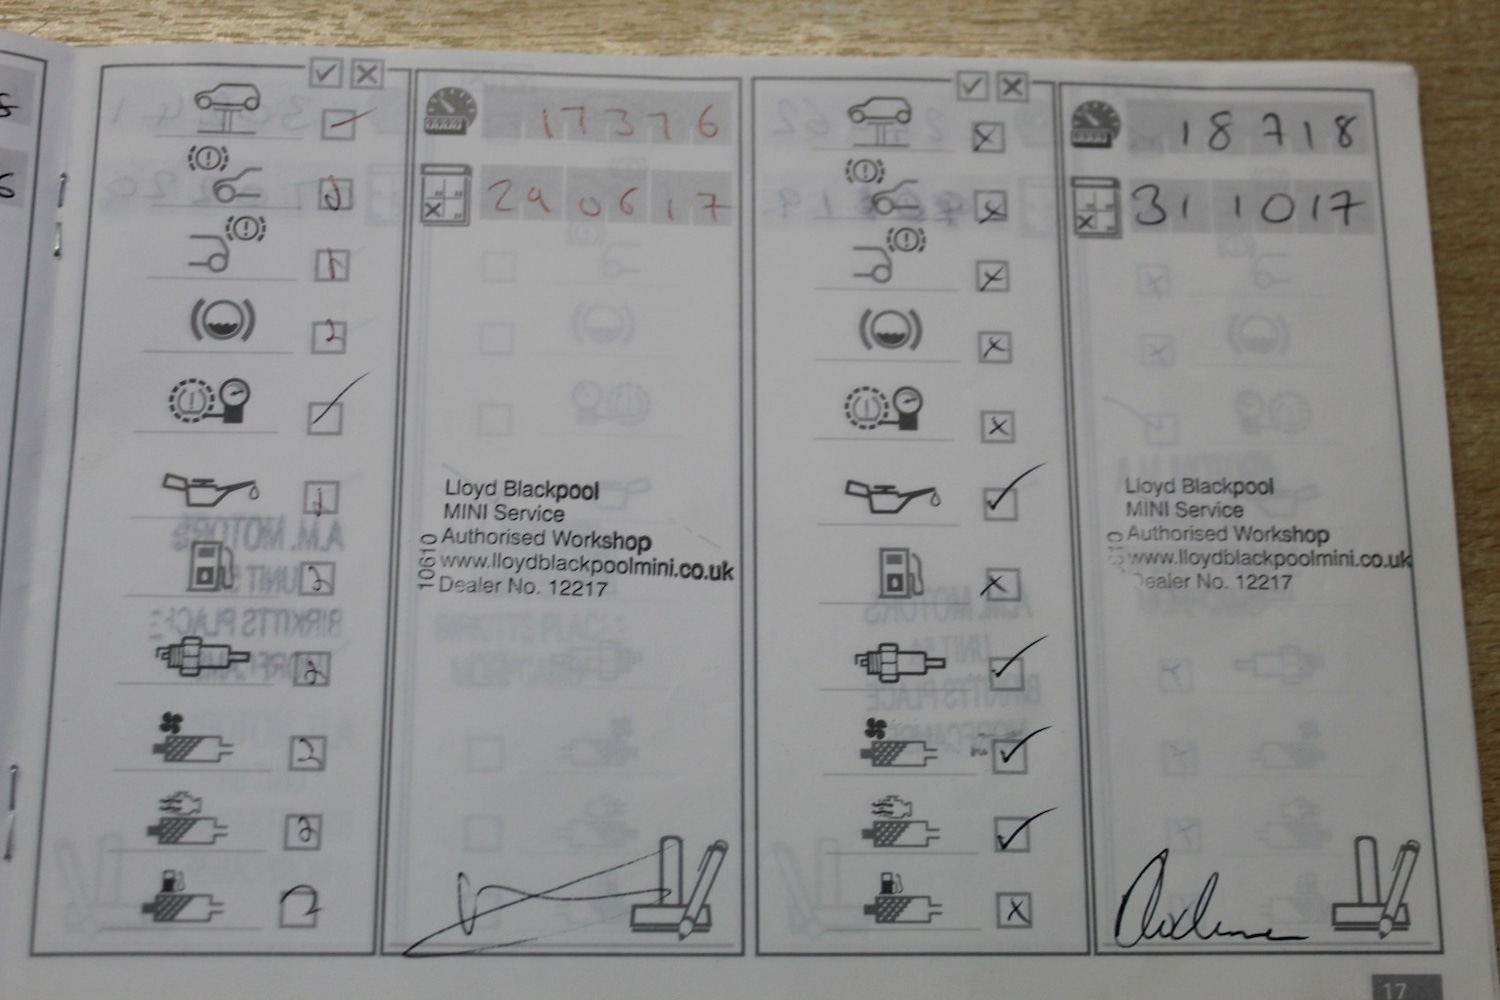 17376
290617
Lloyd Blackpool
MINI Service
Authorised Workshop
www.lloydblackpoolmini.co.uk
Dealer No. 12217
10610
18718
311017
Lloyd Blackpool
MINI Service
Authorised Workshop
www.lloydblackpoolmini.co.uk
Dealer No. 12217
17